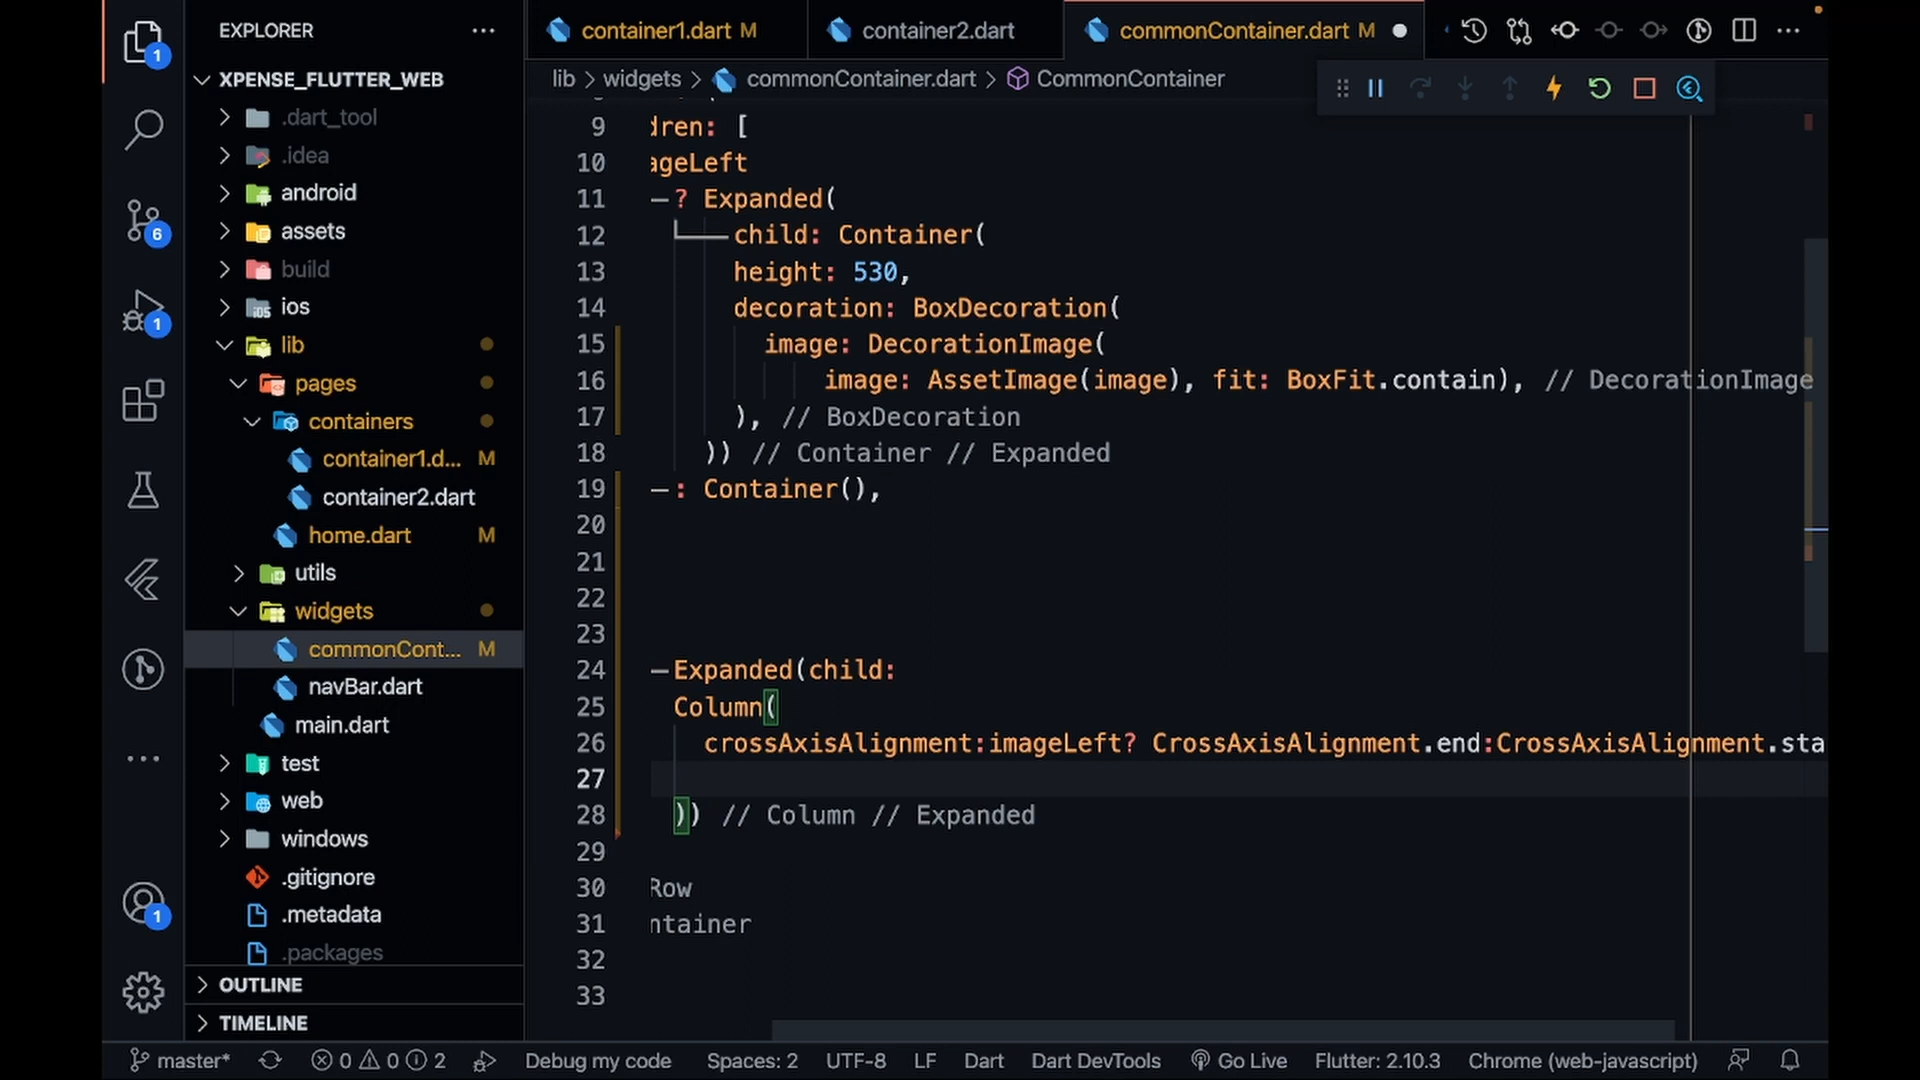 EXPLORER
container1.dart M
container2.dart
commonContainer.dart M
XPENSE_FLUTTER_WEB
lib > widgets > commonContainer.dart > CommonContainer
.dart_tool
.idea
android
assets
build
ios
lib
pages
containers
container1.d... M
container2.dart
home.dart M
utils
widgets
commonCont... M
navBar.dart
main.dart
test
web
windows
.gitignore
.metadata
.packages
OUTLINE
TIMELINE
1
6
1
1
9 dren: [
10 ageLeft
11 ? Expanded(
12 child: Container(
13 height: 530,
14 decoration: BoxDecoration(
15 image: DecorationImage(
16 image: AssetImage(image), fit: BoxFit.contain), // DecorationImage
17 ), // BoxDecoration
18 )) // Container // Expanded
19 : Container(),
20
21
22
23
24 Expanded(child:
25 Column(
26 crossAxisAlignment:imageLeft? CrossAxisAlignment.end:CrossAxisAlignment.sta
27
28 )) // Column // Expanded
29
30 Row
31 ntainer
32
33
master* 0 0 2 Debug my code Spaces: 2 UTF-8 LF Dart Dart DevTools Go Live Flutter: 2.10.3 Chrome (web-javascript)